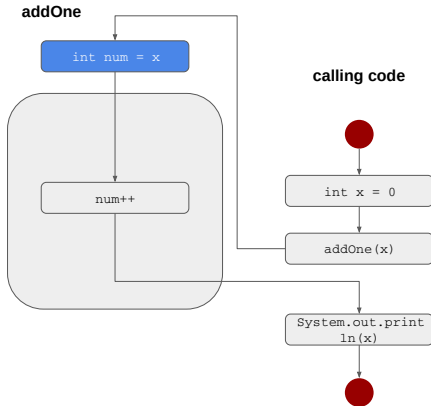 addOne
int num = x
num++
calling code
int x = 0
addOne(x)
System.out.print
ln(x)